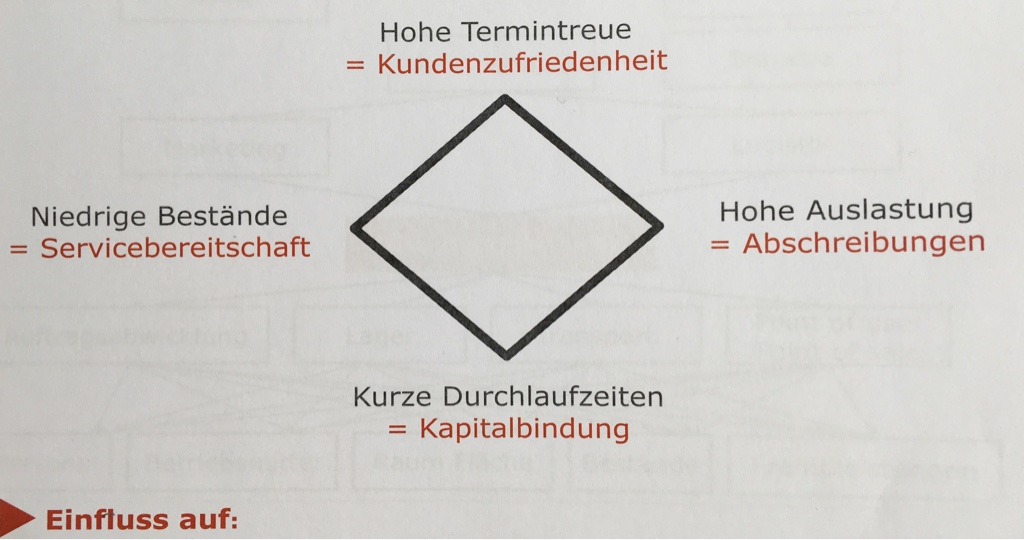 Hohe Termintreue
= Kundenzufriedenheit
Niedrige Bestände
= Servicebereitschaft
Hohe Auslastung
= Abschreibungen
Kurze Durchlaufzeiten
= Kapitalbindung
Einfluss auf: